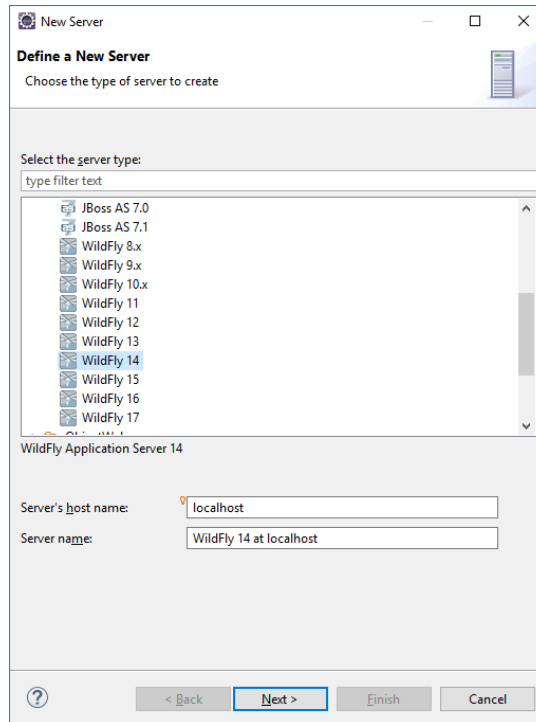 New Server
Define a New Server
Choose the type of server to create
Select the server type:
type filter text
JBoss AS 7.0
JBoss AS 7.1
WildFly 8.x
WildFly 9.x
WildFly 10.x
WildFly 11
WildFly 12
WildFly 13
WildFly 14
WildFly 15
WildFly 16
WildFly 17
WildFly Application Server 14
Server's host name: localhost
Server name: WildFly 14 at localhost
? < Back Next > Finish Cancel